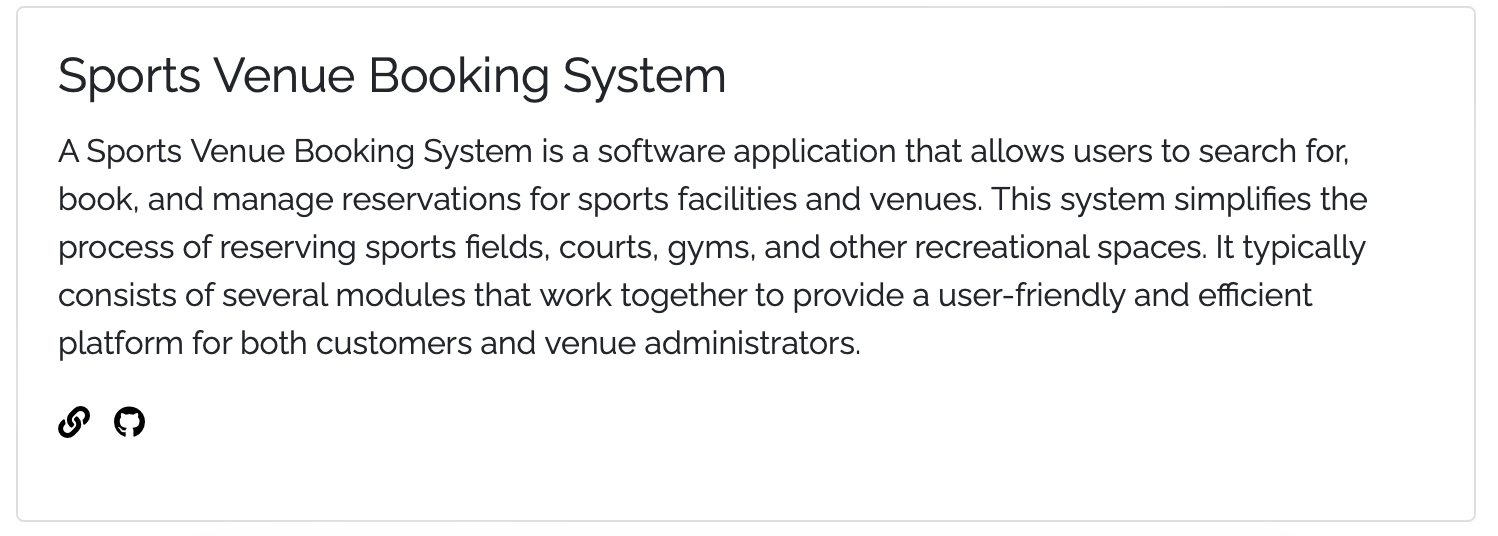 Sports Venue Booking System
A Sports Venue Booking System is a software application that allows users to search for,
book, and manage reservations for sports facilities and venues. This system simplifies the
process of reserving sports fields, courts, gyms, and other recreational spaces. It typically
consists of several modules that work together to provide a user-friendly and efficient
platform for both customers and venue administrators.